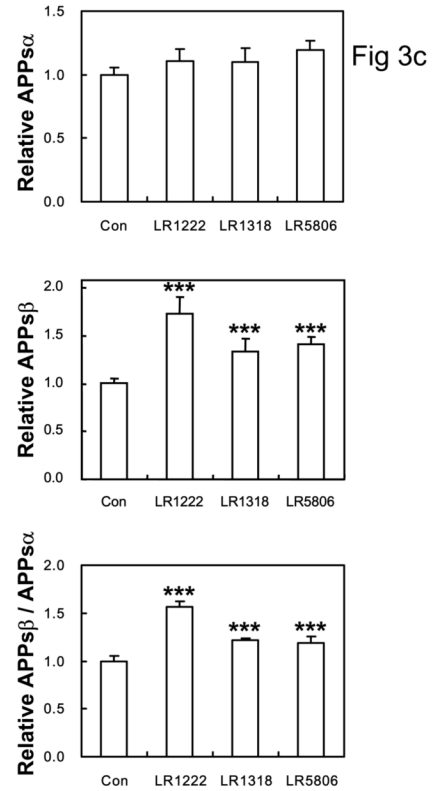 Fig 3c
Relative APPsα
1.5
1.0
0.5
0.0
Con LR1222 LR1318 LR5806
Relative APPsβ
2.0
1.5
1.0
0.5
0.0
***
***
***
Con LR1222 LR1318 LR5806
Relative APPsβ / APPsα
2.0
1.5
1.0
0.5
0.0
***
***
***
Con LR1222 LR1318 LR5806